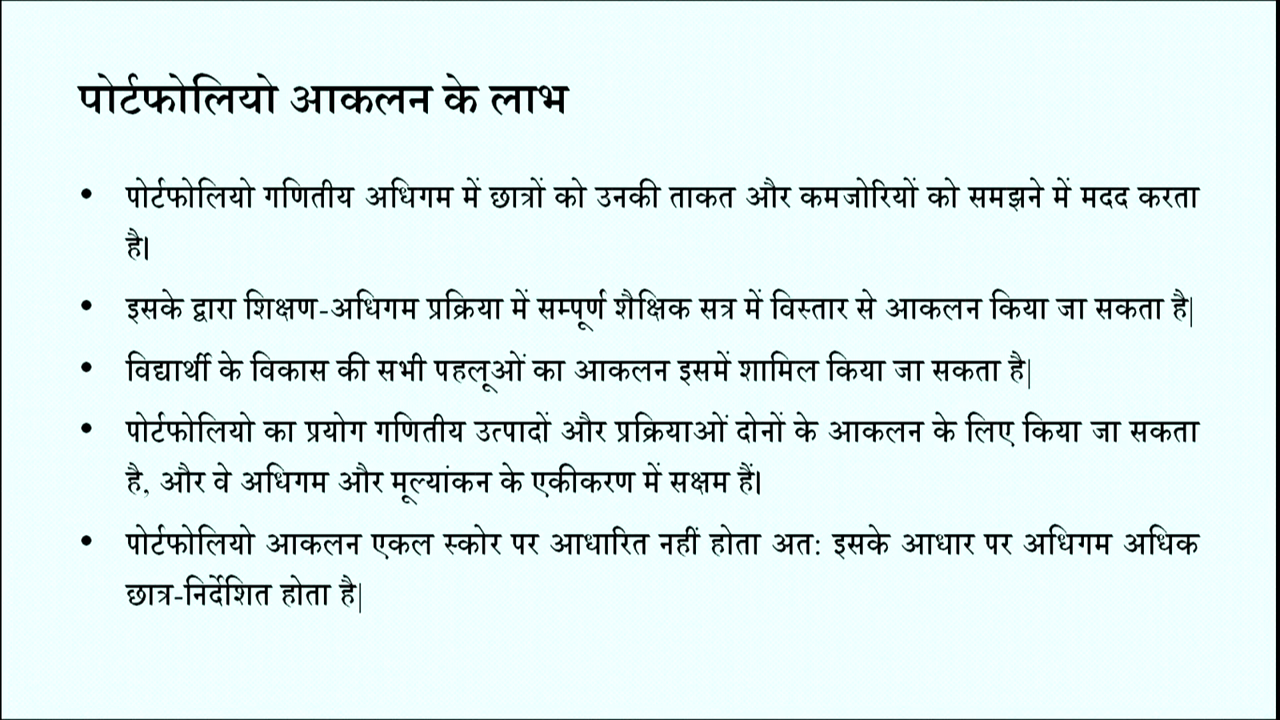 पोर्टफोलियो आकलन के लाभ
• पोर्टफोलियो गणितीय अधिगम में छात्रों को उनकी ताकत और कमजोरियों को समझने में मदद करता
है।
• इसके द्वारा शिक्षण-अधिगम प्रक्रिया में सम्पूर्ण शैक्षिक सत्र में विस्तार से आकलन किया जा सकता है|
• विद्यार्थी के विकास की सभी पहलूओं का आकलन इसमें शामिल किया जा सकता है|
• पोर्टफोलियो का प्रयोग गणितीय उत्पादों और प्रक्रियाओं दोनों के आकलन के लिए किया जा सकता
है, और वे अधिगम और मूल्यांकन के एकीकरण में सक्षम हैं।
• पोर्टफोलियो आकलन एकल स्कोर पर आधारित नहीं होता अत: इसके आधार पर अधिगम अधिक
छात्र-निर्देशित होता है|